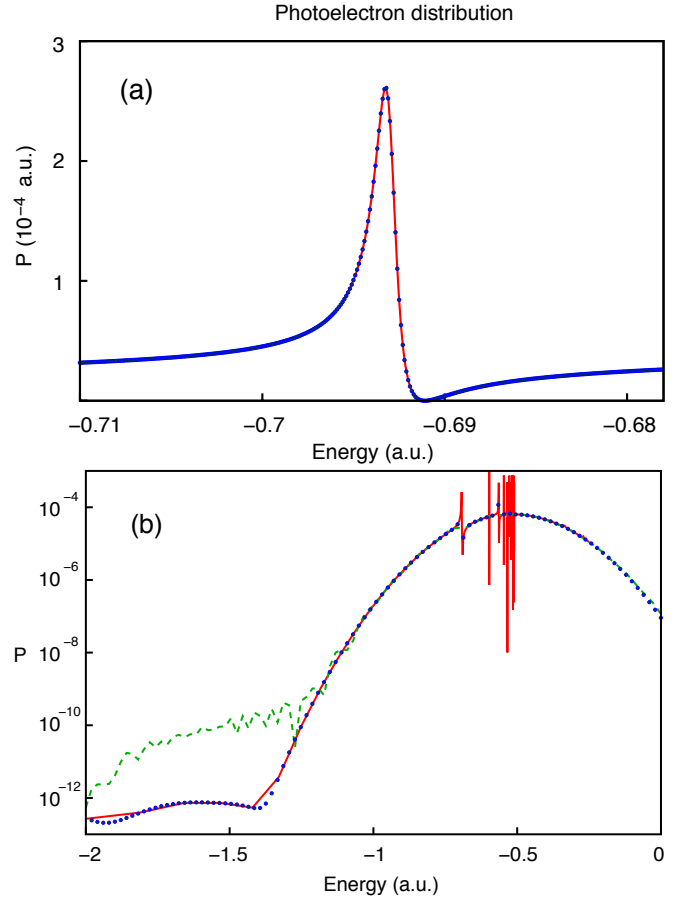 Photoelectron distribution
(a)
P (10⁻⁴ a.u.)
3
2
1
−0.71
−0.7
−0.69
−0.68
Energy (a.u.)
(b)
P
10⁻⁴
10⁻⁶
10⁻⁸
10⁻¹⁰
10⁻¹²
−2
−1.5
−1
−0.5
0
Energy (a.u.)